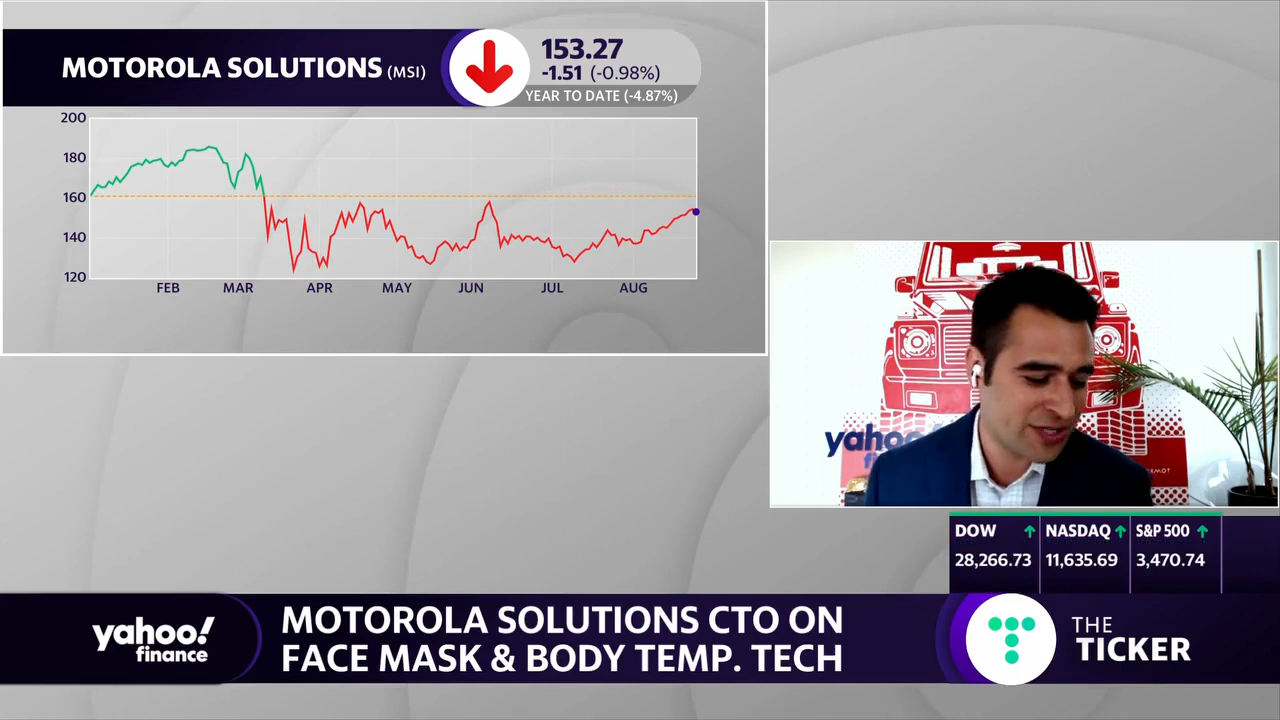 MOTOROLA SOLUTIONS (MSI)
153.27
-1.51 (-0.98%)
YEAR TO DATE (-4.87%)
200
180
160
140
120
FEB MAR APR MAY JUN JUL AUG
yahoo
DOW NASDAQ S&P 500
28,266.73 11,635.69 3,470.74
yahoo!
finance
MOTOROLA SOLUTIONS CTO ON
FACE MASK & BODY TEMP. TECH
THE
TICKER